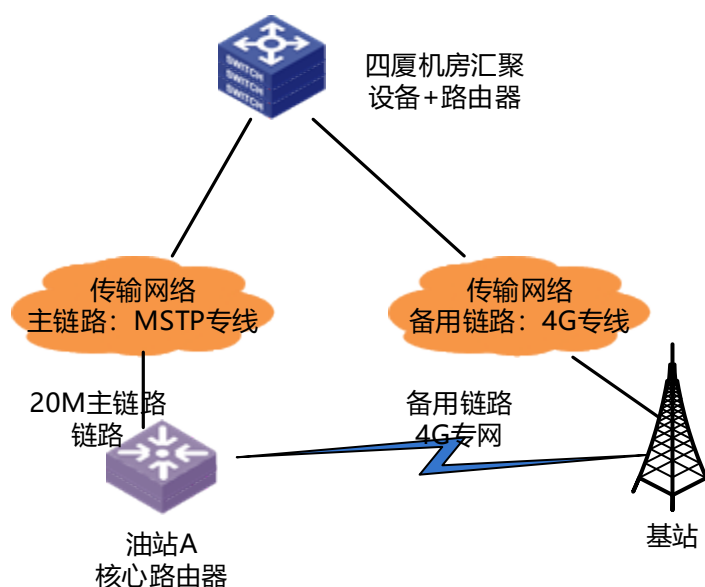 SWITCH
SWITCH
SWITCH
四厦机房汇聚
设备+路由器
传输网络
主链路：MSTP专线
传输网络
备用链路：4G专线
20M主链路
链路
备用链路
4G专网
油站A
核心路由器
基站